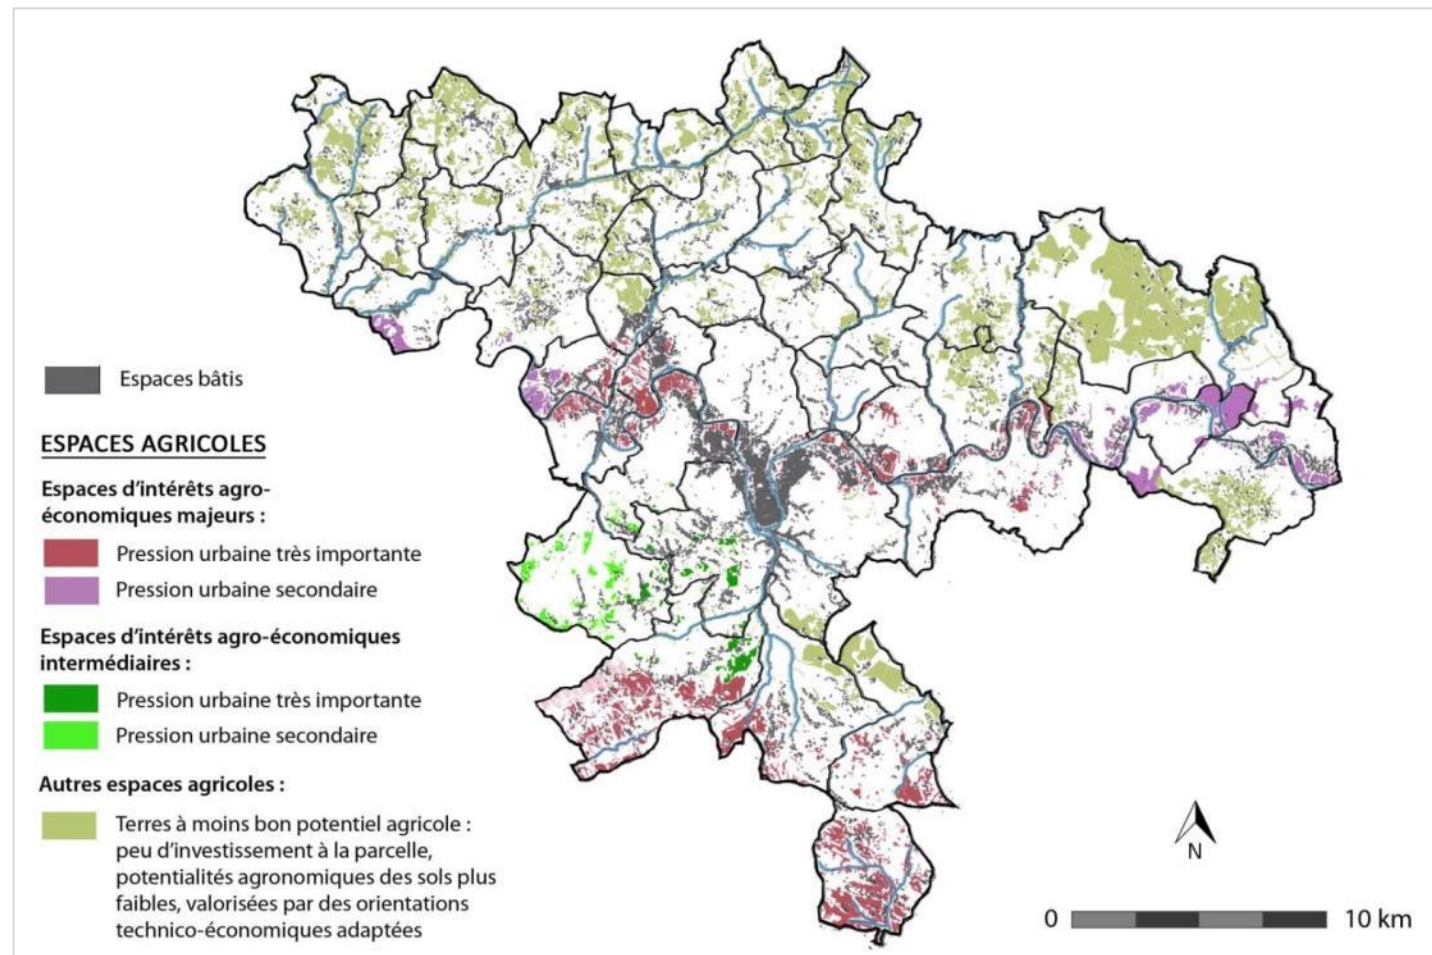 Espaces bâtis
ESPACES AGRICOLES
Espaces d’intérêts agro-
économiques majeurs :
Pression urbaine très importante
Pression urbaine secondaire
Espaces d’intérêts agro-économiques
intermédiaires :
Pression urbaine très importante
Pression urbaine secondaire
Autres espaces agricoles :
Terres à moins bon potentiel agricole :
peu d’investissement à la parcelle,
potentialités agronomiques des sols plus
faibles, valorisées par des orientations
technico-économiques adaptées
N
0 10 km